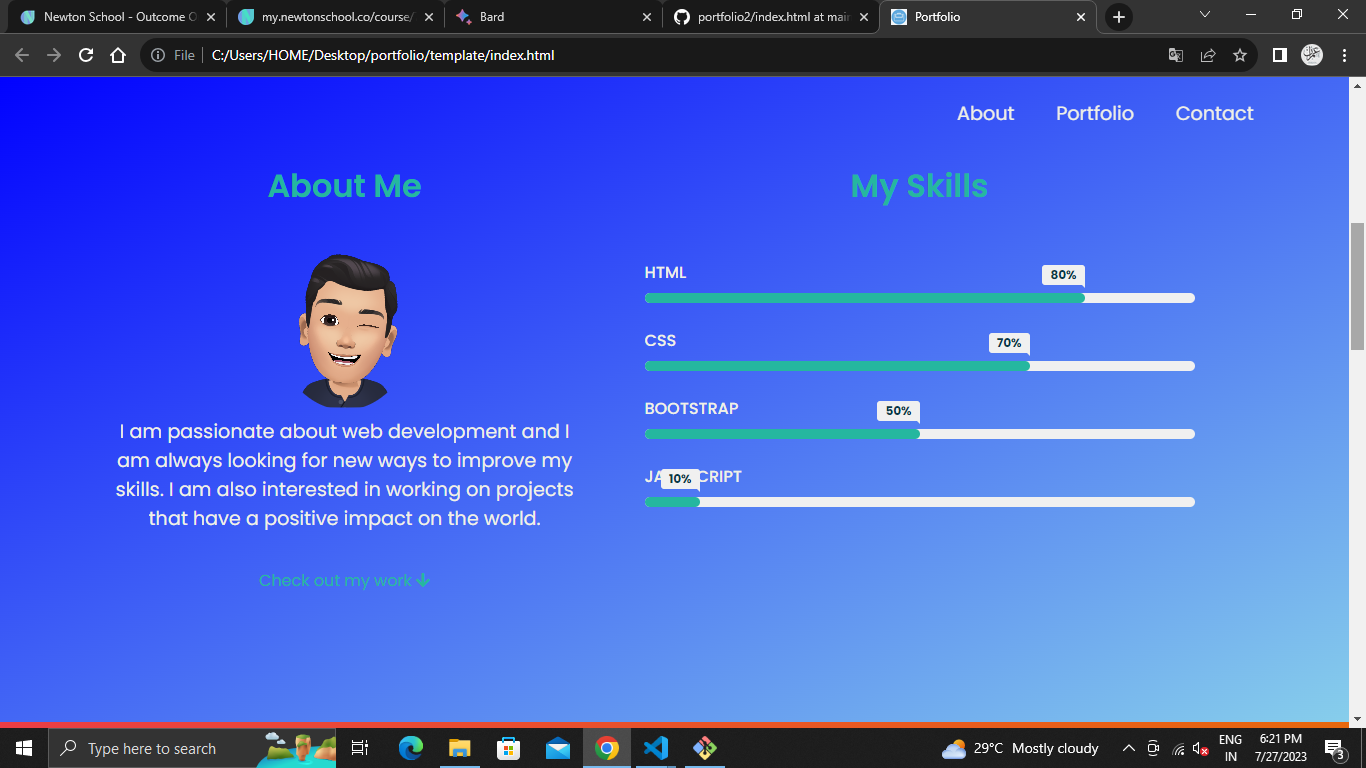 Newton School - Outcome O
my.newtonschool.co/course/
Bard
portfolio2/index.html at main
Portfolio
File
C:/Users/HOME/Desktop/portfolio/template/index.html
About
Portfolio
Contact
About Me
I am passionate about web development and I
am always looking for new ways to improve my
skills. I am also interested in working on projects
that have a positive impact on the world.
Check out my work
My Skills
HTML
80%
CSS
70%
BOOTSTRAP
50%
10%
Type here to search
29°C Mostly cloudy
ENG
IN
6:21 PM
7/27/2023
3